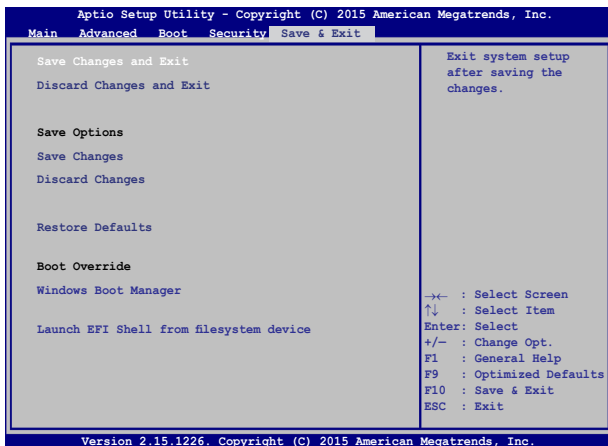 Aptio Setup Utility - Copyright (C) 2015 American Megatrends, Inc.
Main Advanced Boot Security Save & Exit
Save Changes and Exit
Discard Changes and Exit
Save Options
Save Changes
Discard Changes
Restore Defaults
Boot Override
Windows Boot Manager
Launch EFI Shell from filesystem device
Exit system setup
after saving the
changes.
→← : Select Screen
↑↓ : Select Item
Enter: Select
+/− : Change Opt.
F1 : General Help
F9 : Optimized Defaults
F10 : Save & Exit
ESC : Exit
Version 2.15.1226. Copyright (C) 2015 American Megatrends, Inc.